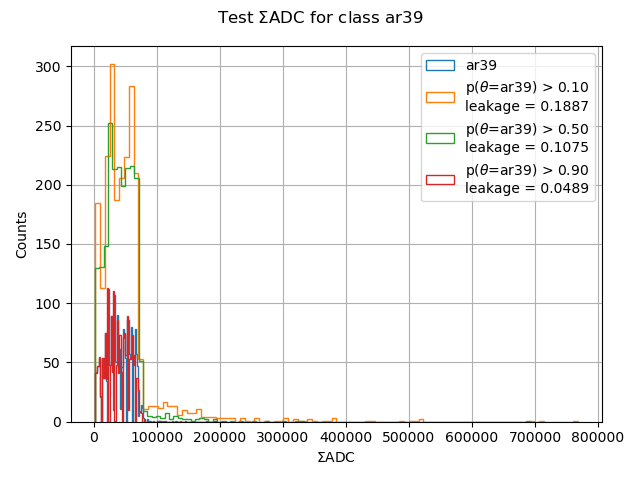 Test ΣADC for class ar39
300
250
200
150
100
50
0
Counts
ar39
p(θ=ar39) > 0.10
leakage = 0.1887
p(θ=ar39) > 0.50
leakage = 0.1075
p(θ=ar39) > 0.90
leakage = 0.0489
0 100000 200000 300000 400000 500000 600000 700000 800000
ΣADC